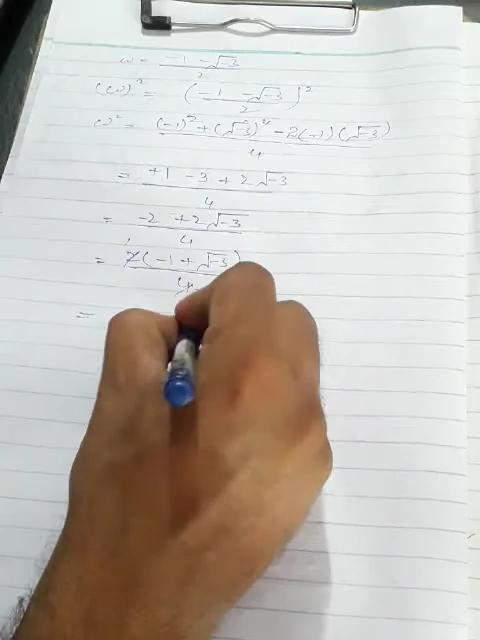 ω = (-1 - √-3)/2
(ω)² = ((-1 - √-3)/2)²
ω² = ((-1)² + (√-3)² - 2(-1)(√-3))/4
= (+1 - 3 + 2√-3)/4
= (-2 + 2√-3)/4
= 2(-1 + √-3)/4
=